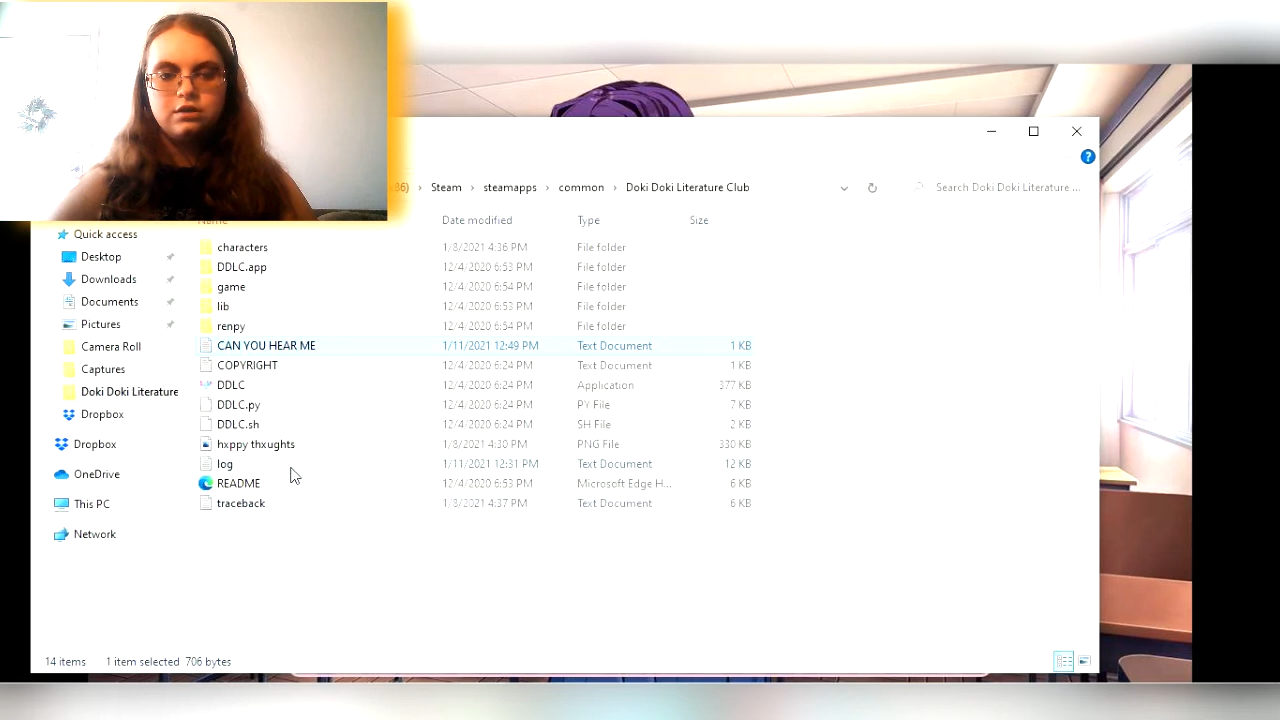 86) › Steam › steamapps › common › Doki Doki Literature Club
Search Doki Doki Literature ...
Name Date modified Type Size
Quick access
Desktop
Downloads
Documents
Pictures
Camera Roll
Captures
Doki Doki Literature
Dropbox
Dropbox
OneDrive
This PC
Network
characters 1/8/2021 4:36 PM File folder
DDLC.app 12/4/2020 6:53 PM File folder
game 12/4/2020 6:54 PM File folder
lib 12/4/2020 6:53 PM File folder
renpy 12/4/2020 6:54 PM File folder
CAN YOU HEAR ME 1/11/2021 12:49 PM Text Document 1 KB
COPYRIGHT 12/4/2020 6:24 PM Text Document 1 KB
DDLC 12/4/2020 6:24 PM Application 377 KB
DDLC.py 12/4/2020 6:24 PM PY File 7 KB
DDLC.sh 12/4/2020 6:24 PM SH File 2 KB
hxppy thxughts 1/8/2021 4:30 PM PNG File 330 KB
log 1/11/2021 12:31 PM Text Document 12 KB
README 12/4/2020 6:53 PM Microsoft Edge H... 6 KB
traceback 1/8/2021 4:37 PM Text Document 6 KB
14 items 1 item selected 706 bytes